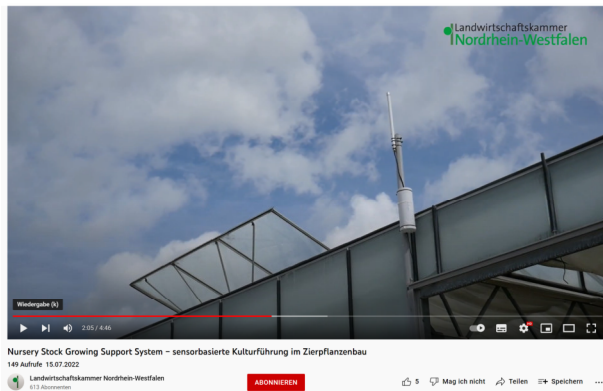 Landwirtschaftskammer
Nordrhein-Westfalen
Wiedergabe (k)
2:05 / 4:46
Nursery Stock Growing Support System – sensorbasierte Kulturführung im Zierpflanzenbau
149 Aufrufe 15.07.2022
Landwirtschaftskammer Nordrhein-Westfalen
613 Abonnenten
ABONNIEREN
5 Mag ich nicht Teilen Speichern ...